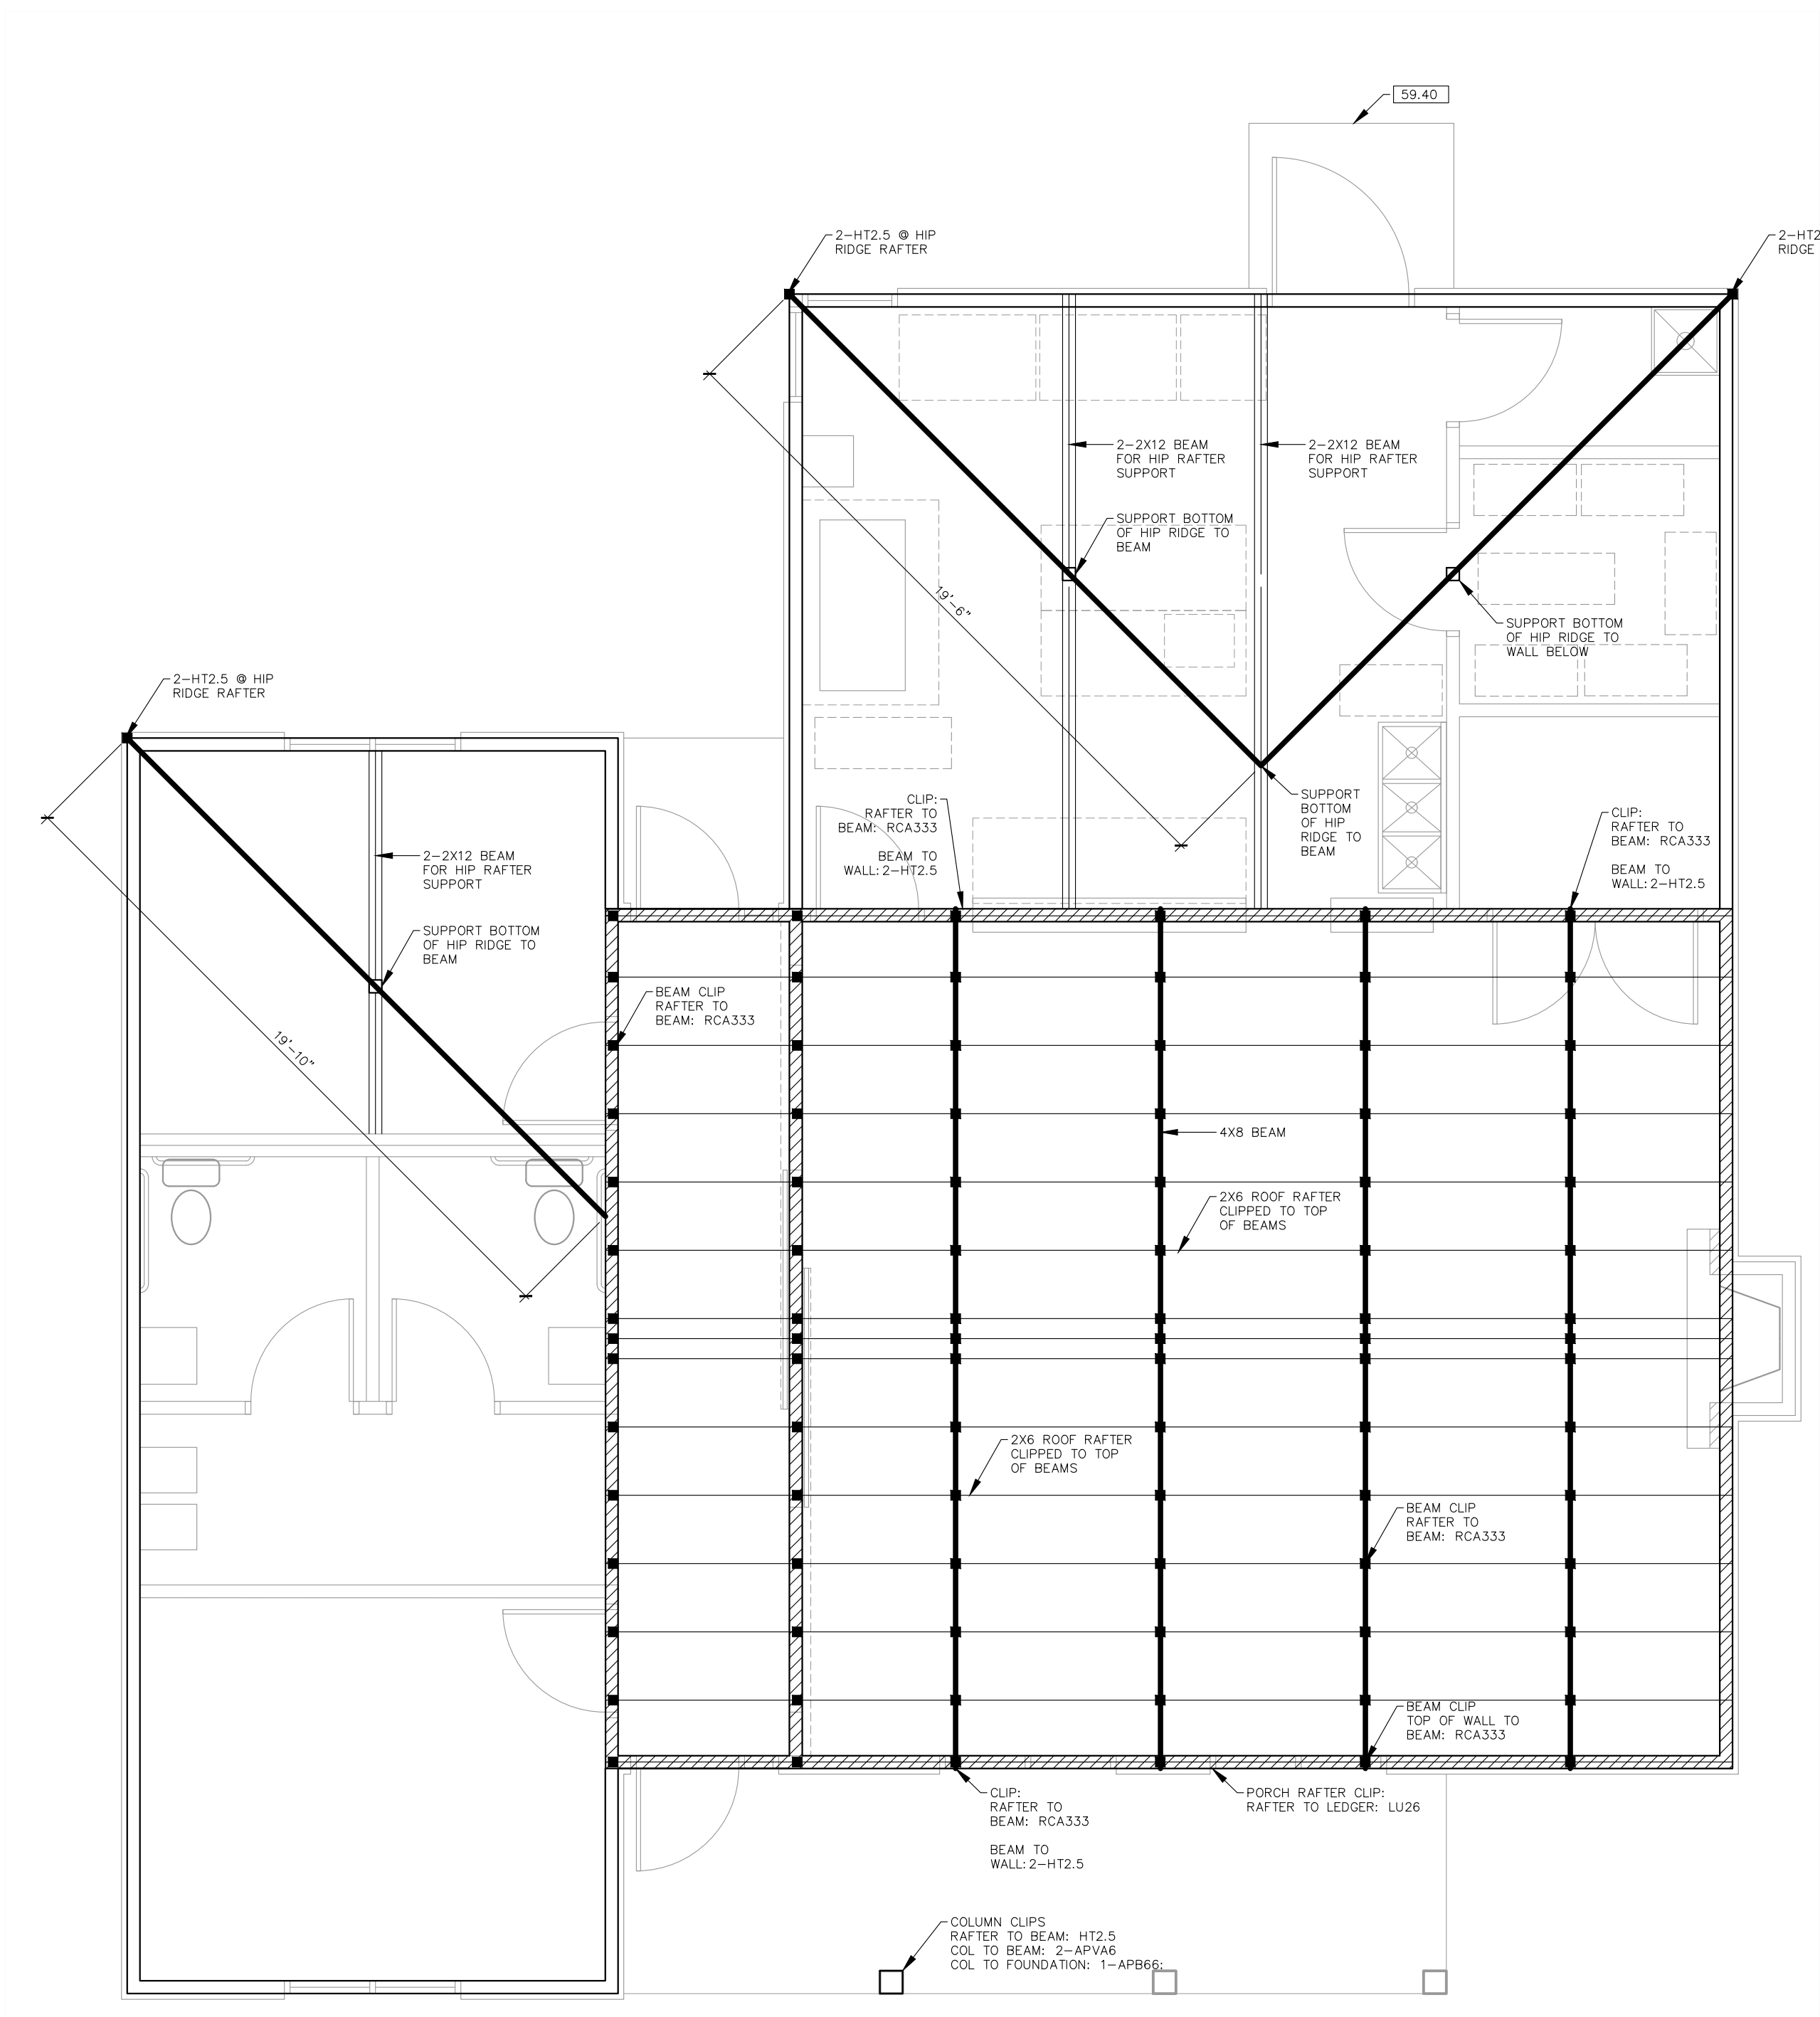 59.40
2-HT2.5 @ HIP
RIDGE RAFTER
2-HT2
RIDGE
2-2X12 BEAM
FOR HIP RAFTER
SUPPORT
2-2X12 BEAM
FOR HIP RAFTER
SUPPORT
SUPPORT BOTTOM
OF HIP RIDGE TO
BEAM
19'-6"
SUPPORT BOTTOM
OF HIP RIDGE TO
WALL BELOW
2-HT2.5 @ HIP
RIDGE RAFTER
CLIP:
RAFTER TO
BEAM: RCA333
BEAM TO
WALL: 2-HT2.5
SUPPORT
BOTTOM
OF HIP
RIDGE TO
BEAM
CLIP:
RAFTER TO
BEAM: RCA333
BEAM TO
WALL: 2-HT2.5
2-2X12 BEAM
FOR HIP RAFTER
SUPPORT
SUPPORT BOTTOM
OF HIP RIDGE TO
BEAM
19'-10"
BEAM CLIP
RAFTER TO
BEAM: RCA333
4X8 BEAM
2X6 ROOF RAFTER
CLIPPED TO TOP
OF BEAMS
2X6 ROOF RAFTER
CLIPPED TO TOP
OF BEAMS
BEAM CLIP
RAFTER TO
BEAM: RCA333
BEAM CLIP
TOP OF WALL TO
BEAM: RCA333
CLIP:
RAFTER TO
BEAM: RCA333
BEAM TO
WALL: 2-HT2.5
PORCH RAFTER CLIP:
RAFTER TO LEDGER: LU26
COLUMN CLIPS
RAFTER TO BEAM: HT2.5
COL TO BEAM: 2-APVA6
COL TO FOUNDATION: 1-APB66: